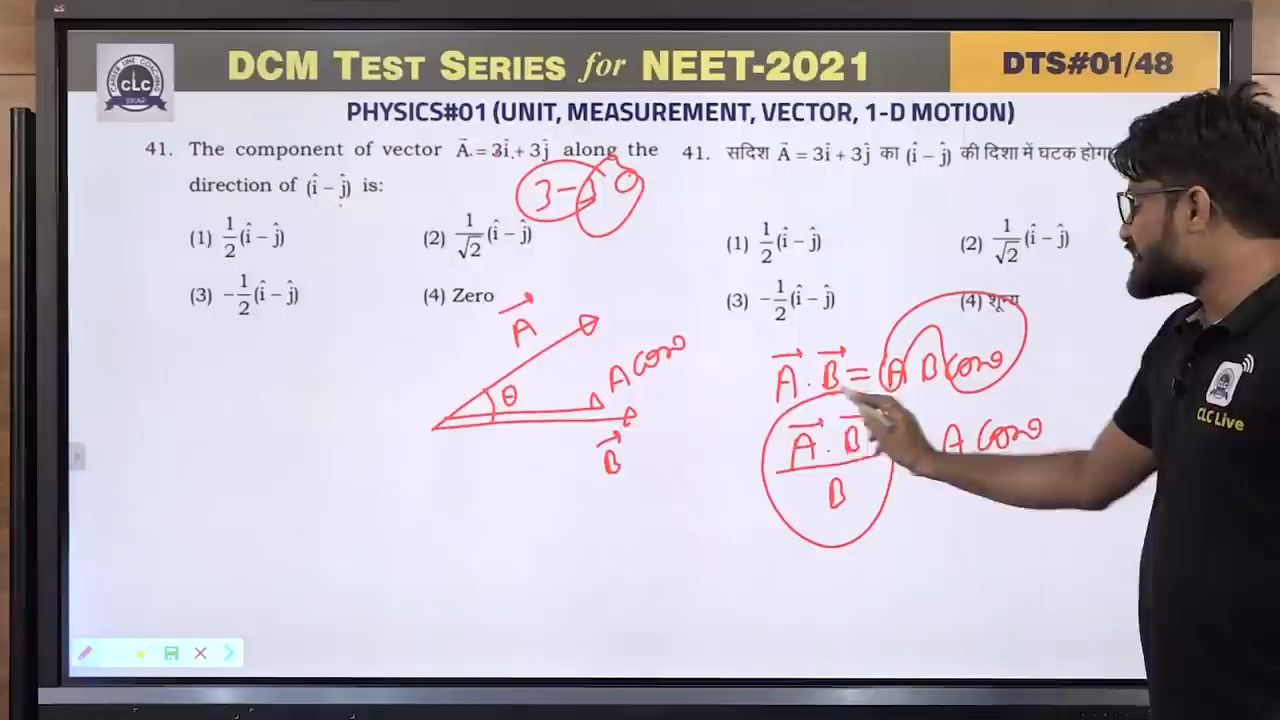 DCM TEST SERIES for NEET-2021
DTS#01/48
CLC
PHYSICS#01 (UNIT, MEASUREMENT, VECTOR, 1-D MOTION)
41. The component of vector A⃗ = 3î + 3ĵ along the
direction of (î − ĵ) is:
(1) 1/2 (î − ĵ)
(2) 1/√2 (î − ĵ)
(3) −1/2 (î − ĵ)
(4) Zero
41. सदिश A⃗ = 3î + 3ĵ का (î − ĵ) की दिशा में घटक होगा
(1) 1/2 (î − ĵ)
(2) 1/√2 (î − ĵ)
(3) −1/2 (î − ĵ)
(4) शून्य
A⃗
θ
B⃗
A⃗ . B⃗ = A B cosθ
A⃗ . B⃗
B
A cosθ
A cosθ
CLC Live